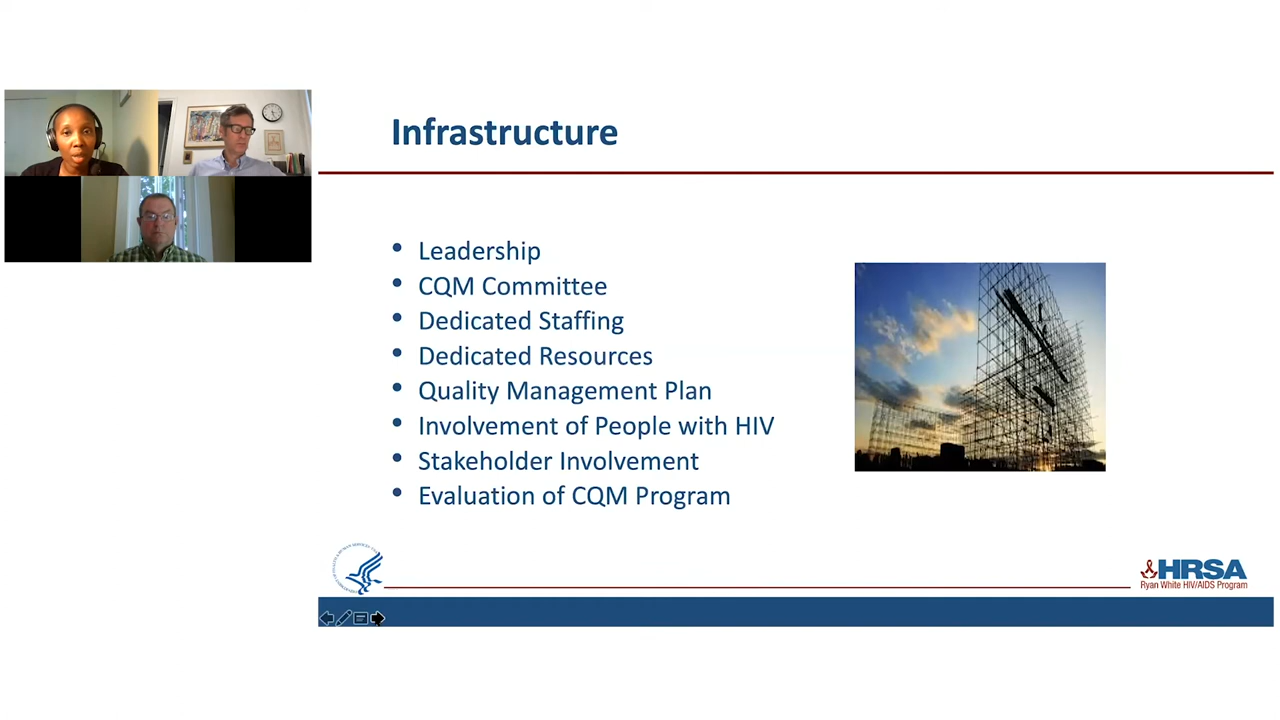 Infrastructure
• Leadership
• CQM Committee
• Dedicated Staffing
• Dedicated Resources
• Quality Management Plan
• Involvement of People with HIV
• Stakeholder Involvement
• Evaluation of CQM Program
HRSA
Ryan White HIV/AIDS Program